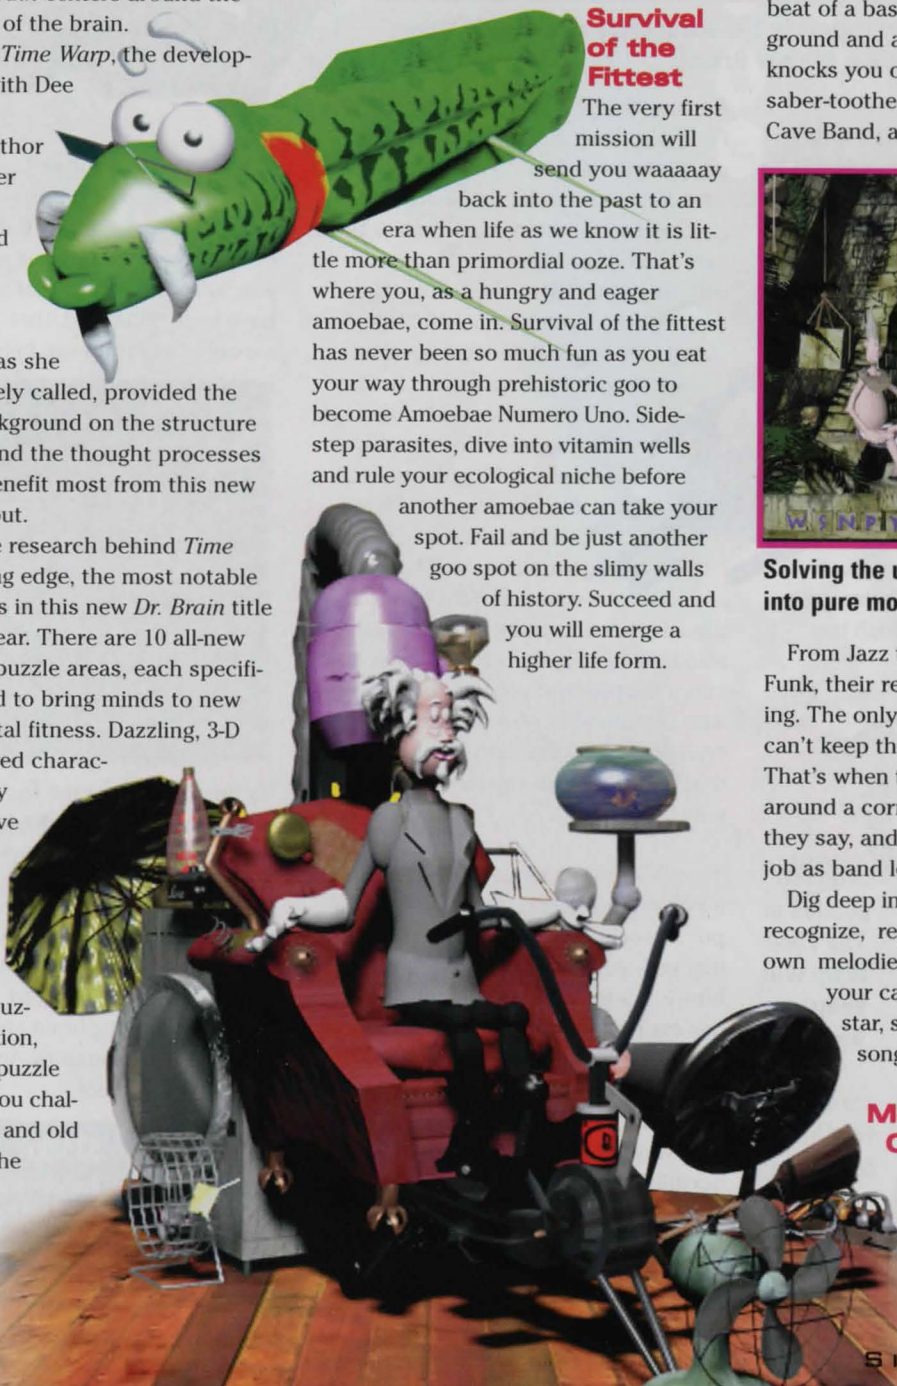 of the brain.
Time Warp, the develop-
ith Dee
thor
er
d
as she
ely called, provided the
kground on the structure
nd the thought processes
enefit most from this new
out.
e research behind Time
ng edge, the most notable
s in this new Dr. Brain title
ear. There are 10 all-new
puzzle areas, each specifi-
d to bring minds to new
tal fitness. Dazzling, 3-D
red charac-
y
ve
uz-
tion,
puzzle
ou chal-
and old
he
Survival
of the
Fittest
The very first
mission will
send you waaaaay
back into the past to an
era when life as we know it is lit-
tle more than primordial ooze. That's
where you, as a hungry and eager
amoebae, come in. Survival of the fittest
has never been so much fun as you eat
your way through prehistoric goo to
become Amoebae Numero Uno. Side-
step parasites, dive into vitamin wells
and rule your ecological niche before
another amoebae can take your
spot. Fail and be just another
goo spot on the slimy walls
of history. Succeed and
you will emerge a
higher life form.
beat of a bas
ground and a
knocks you o
saber-toothe
Cave Band, a
W S N P Y
Solving the u
into pure mo
From Jazz t
Funk, their re
ing. The only
can't keep th
That's when t
around a corn
they say, and
job as band le
Dig deep in
recognize, re
own melodie
your ca
star, s
song
M
S